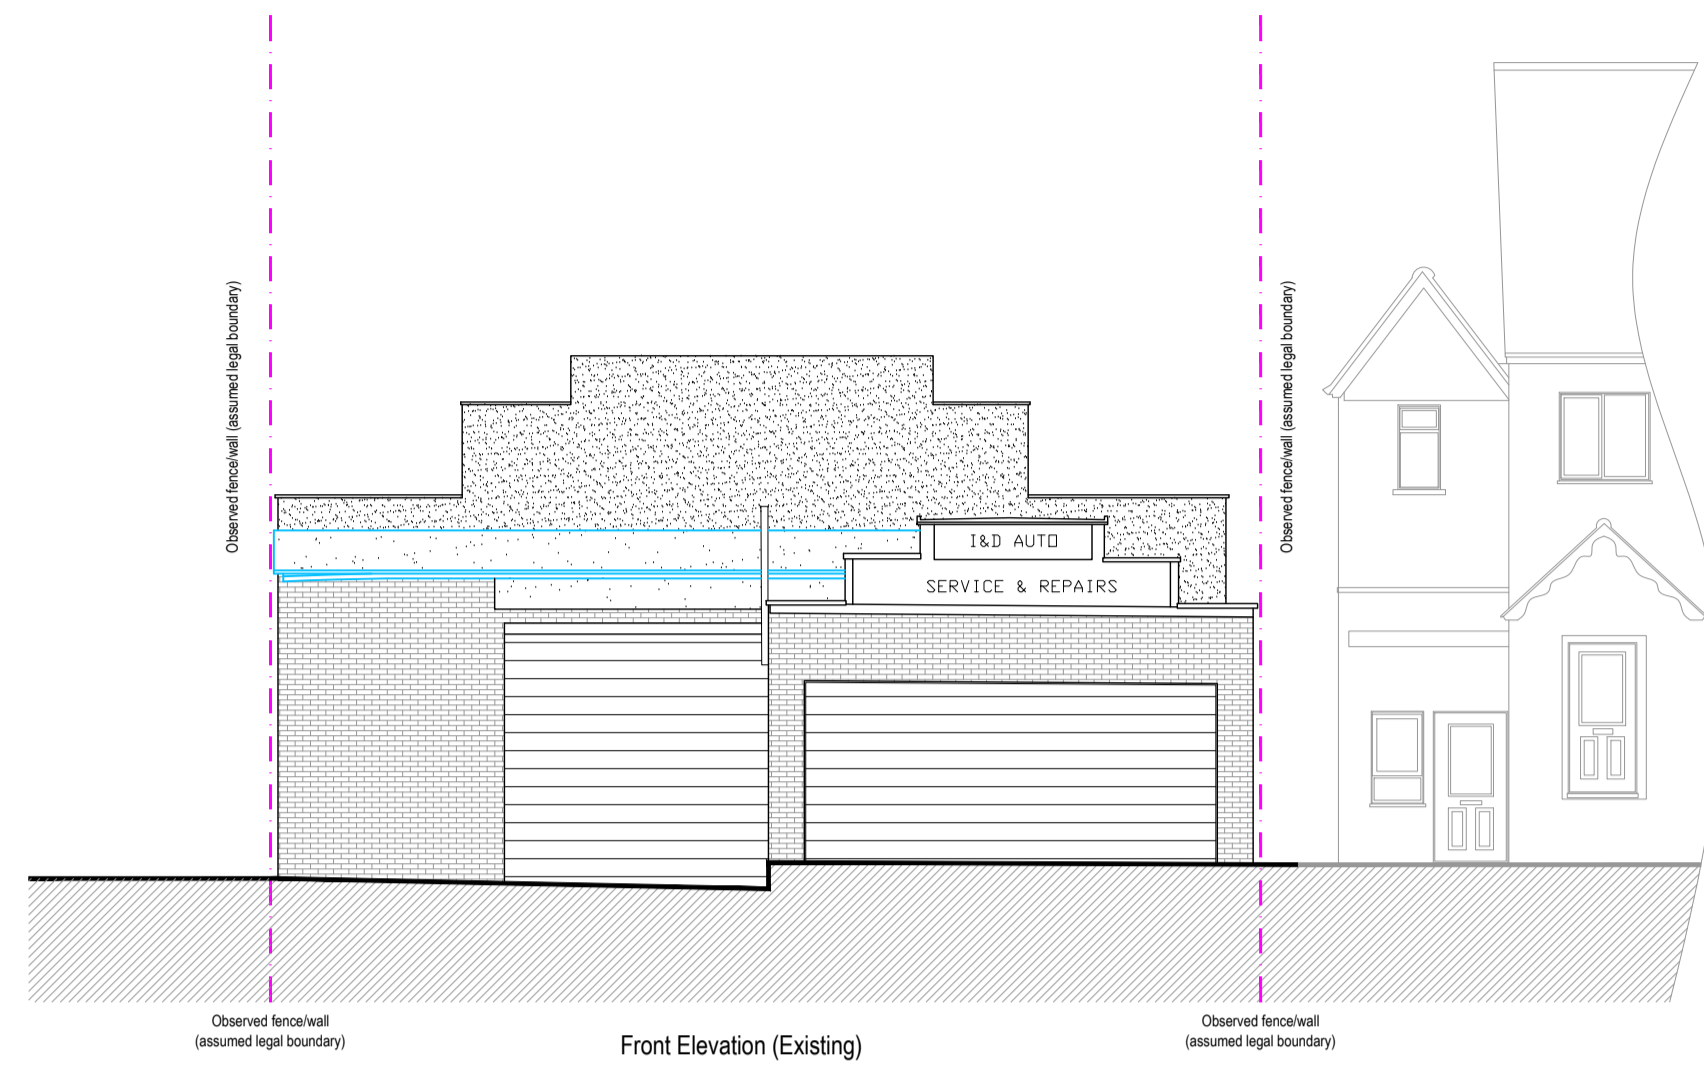 Observed fence/wall (assumed legal boundary)
Observed fence/wall (assumed legal boundary)
I&D AUTO
SERVICE & REPAIRS
Observed fence/wall
(assumed legal boundary)
Front Elevation (Existing)
Observed fence/wall
(assumed legal boundary)